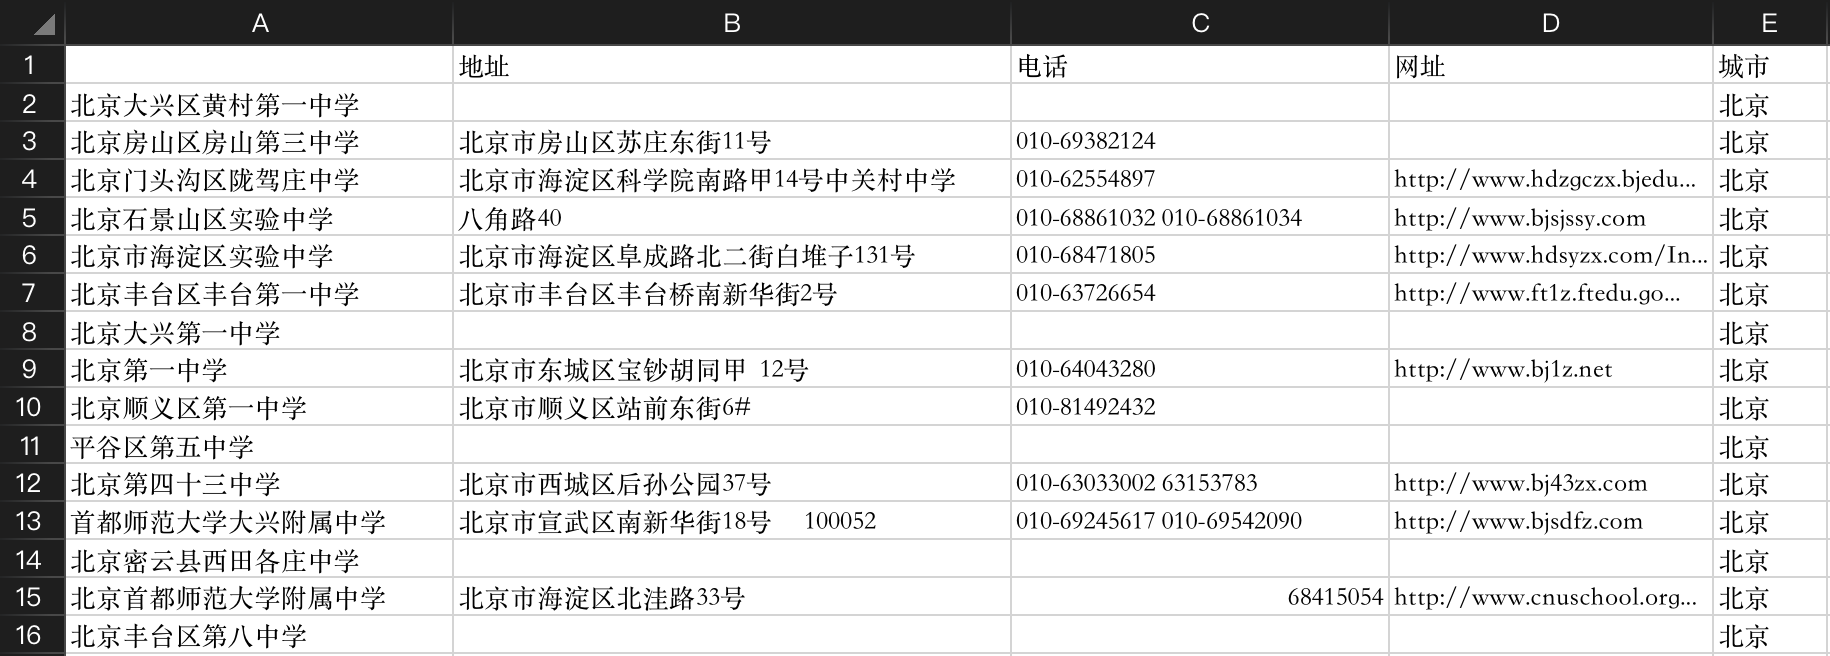 A B C D E
1 地址 电话 网址 城市
2 北京大兴区黄村第一中学 北京
3 北京房山区房山第三中学 北京市房山区苏庄东街11号 010-69382124 北京
4 北京门头沟区陇驾庄中学 北京市海淀区科学院南路甲14号中关村中学 010-62554897 http://www.hdzgczx.bjedu... 北京
5 北京石景山区实验中学 八角路40 010-68861032 010-68861034 http://www.bjsjssy.com 北京
6 北京市海淀区实验中学 北京市海淀区阜成路北二街白堆子131号 010-68471805 http://www.hdsyzx.com/In... 北京
7 北京丰台区丰台第一中学 北京市丰台区丰台桥南新华街2号 010-63726654 http://www.ft1z.ftedu.go... 北京
8 北京大兴第一中学 北京
9 北京第一中学 北京市东城区宝钞胡同甲 12号 010-64043280 http://www.bj1z.net 北京
10 北京顺义区第一中学 北京市顺义区站前东街6# 010-81492432 北京
11 平谷区第五中学 北京
12 北京第四十三中学 北京市西城区后孙公园37号 010-63033002 63153783 http://www.bj43zx.com 北京
13 首都师范大学大兴附属中学 北京市宣武区南新华街18号 100052 010-69245617 010-69542090 http://www.bjsdfz.com 北京
14 北京密云县西田各庄中学 北京
15 北京首都师范大学附属中学 北京市海淀区北洼路33号 68415054 http://www.cnuschool.org... 北京
16 北京丰台区第八中学 北京